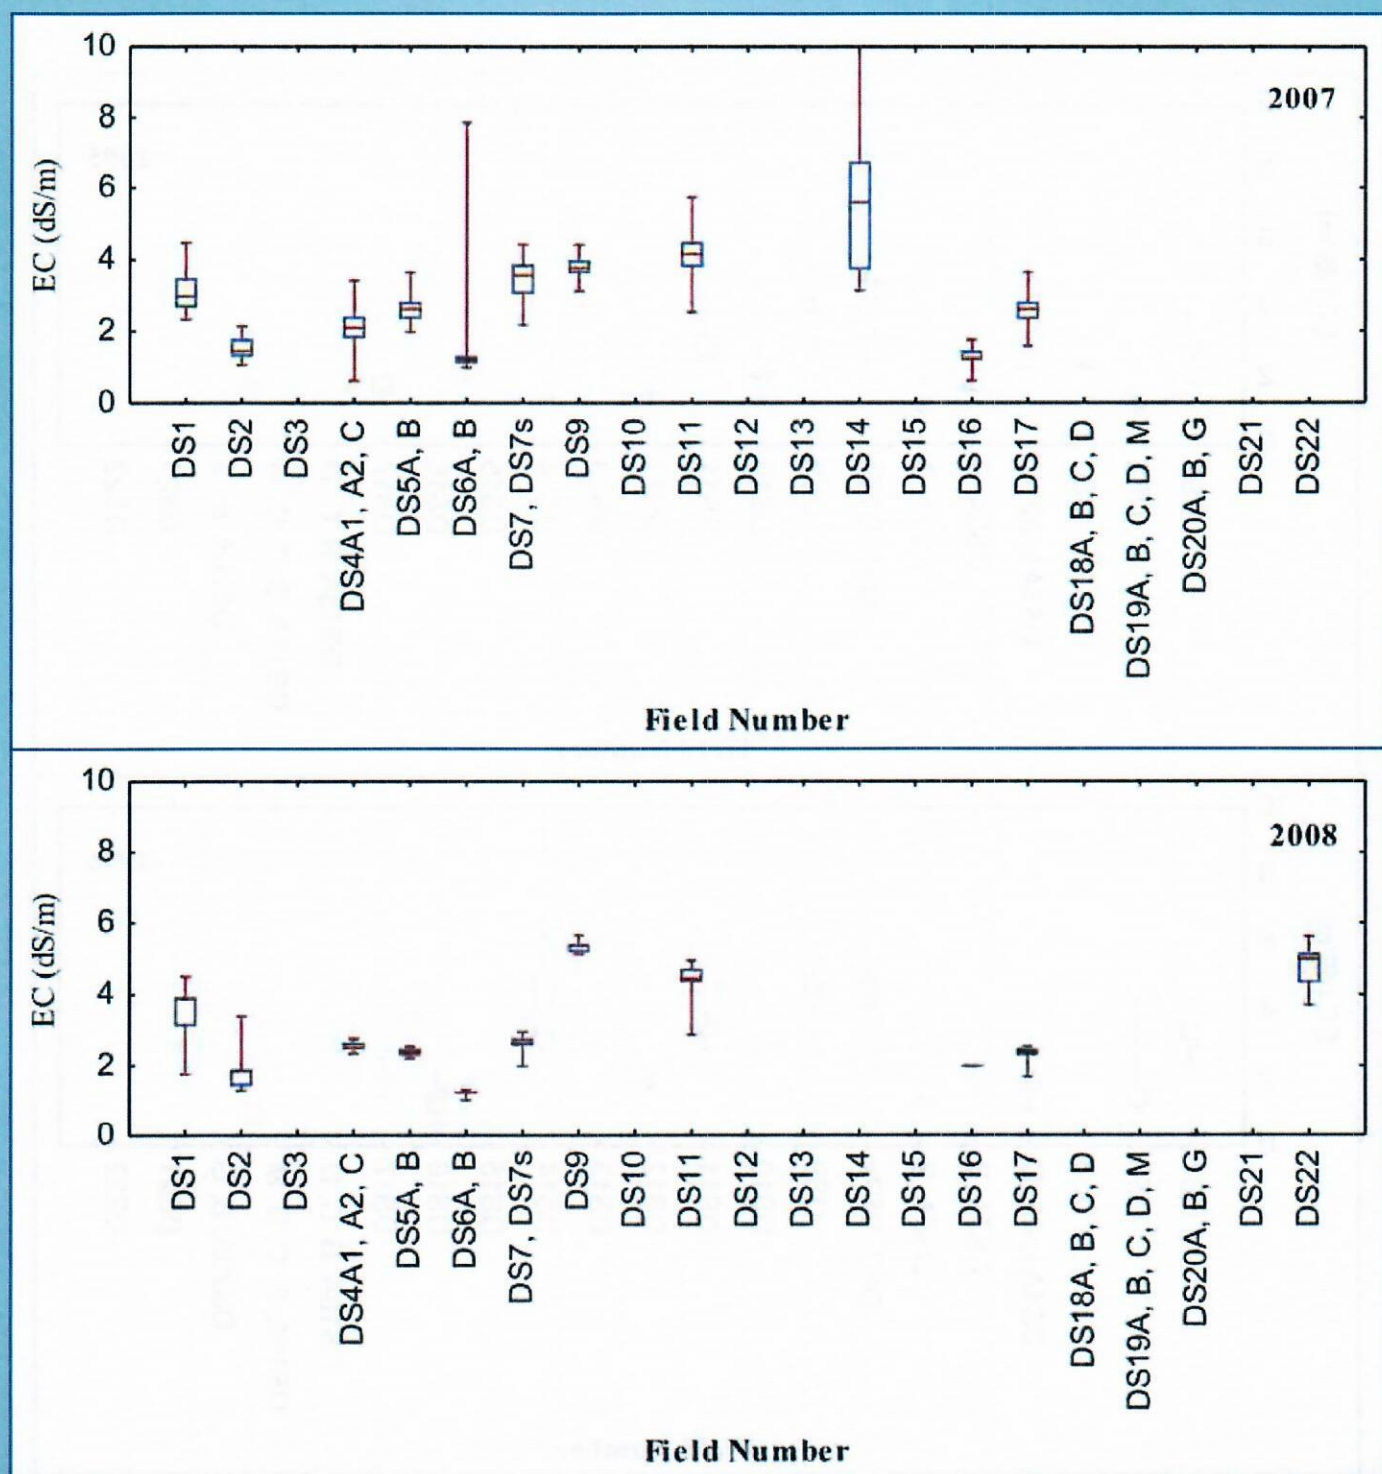 10
8
6
4
2
0
EC (dS/m)
2007
DS1
DS2
DS3
DS4A1, A2, C
DS5A, B
DS6A, B
DS7, DS7s
DS9
DS10
DS11
DS12
DS13
DS14
DS15
DS16
DS17
DS18A, B, C, D
DS19A, B, C, D, M
DS20A, B, G
DS21
DS22
Field Number
10
8
6
4
2
0
EC (dS/m)
2008
DS1
DS2
DS3
DS4A1, A2, C
DS5A, B
DS6A, B
DS7, DS7s
DS9
DS10
DS11
DS12
DS13
DS14
DS15
DS16
DS17
DS18A, B, C, D
DS19A, B, C, D, M
DS20A, B, G
DS21
DS22
Field Number